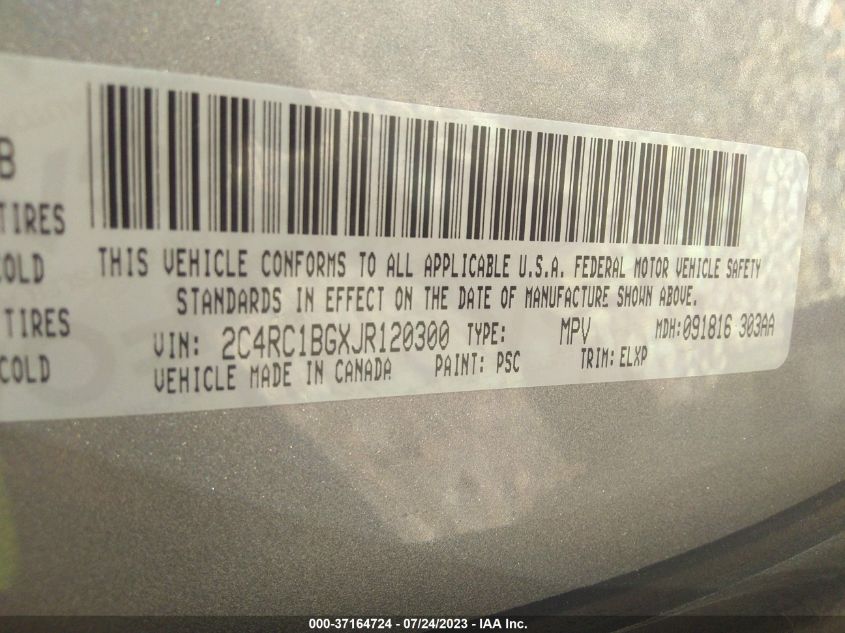 B
TIRES
COLD
TIRES
COLD
THIS VEHICLE CONFORMS TO ALL APPLICABLE U.S.A. FEDERAL MOTOR VEHICLE SAFETY
STANDARDS IN EFFECT ON THE DATE OF MANUFACTURE SHOWN ABOVE.
VIN: 2C4RC1BGXJR120300 TYPE: MPV MDH:091816 303AA
VEHICLE MADE IN CANADA PAINT: PSC TRIM: ELXP
000-37164724 - 07/24/2023 - IAA Inc.